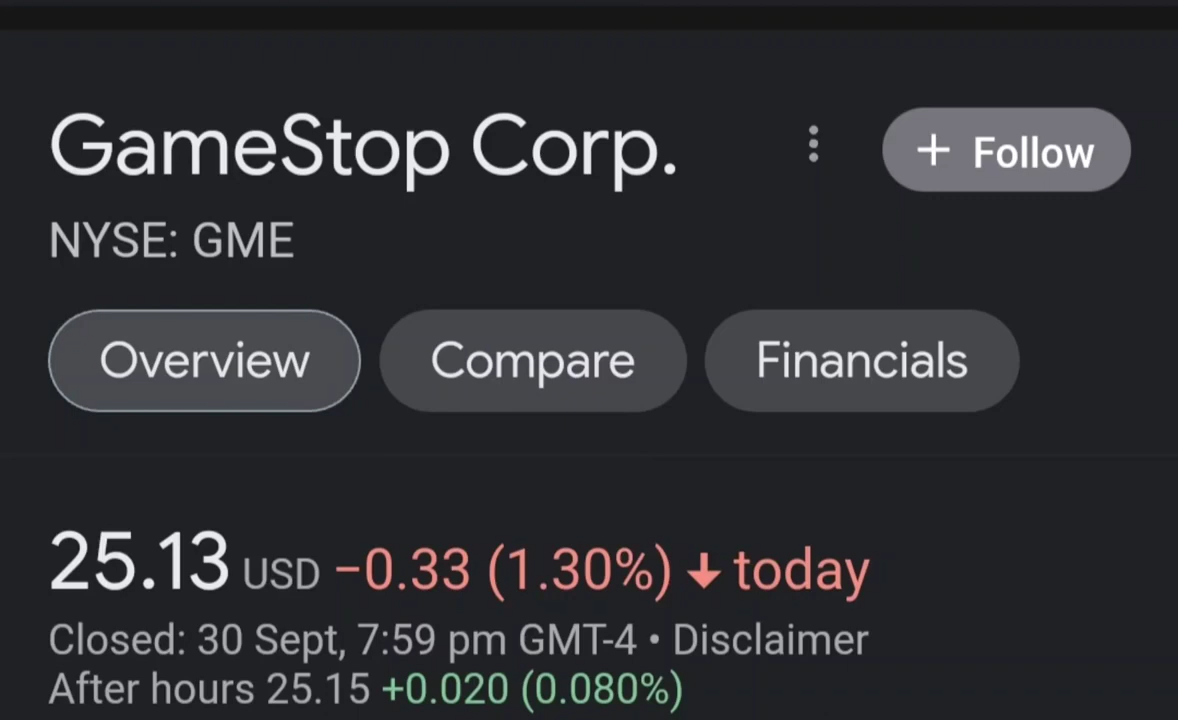 GameStop Corp.
+ Follow
NYSE: GME
Overview Compare Financials
25.13 USD −0.33 (1.30%) ↓ today
Closed: 30 Sept, 7:59 pm GMT-4 • Disclaimer
After hours 25.15 +0.020 (0.080%)